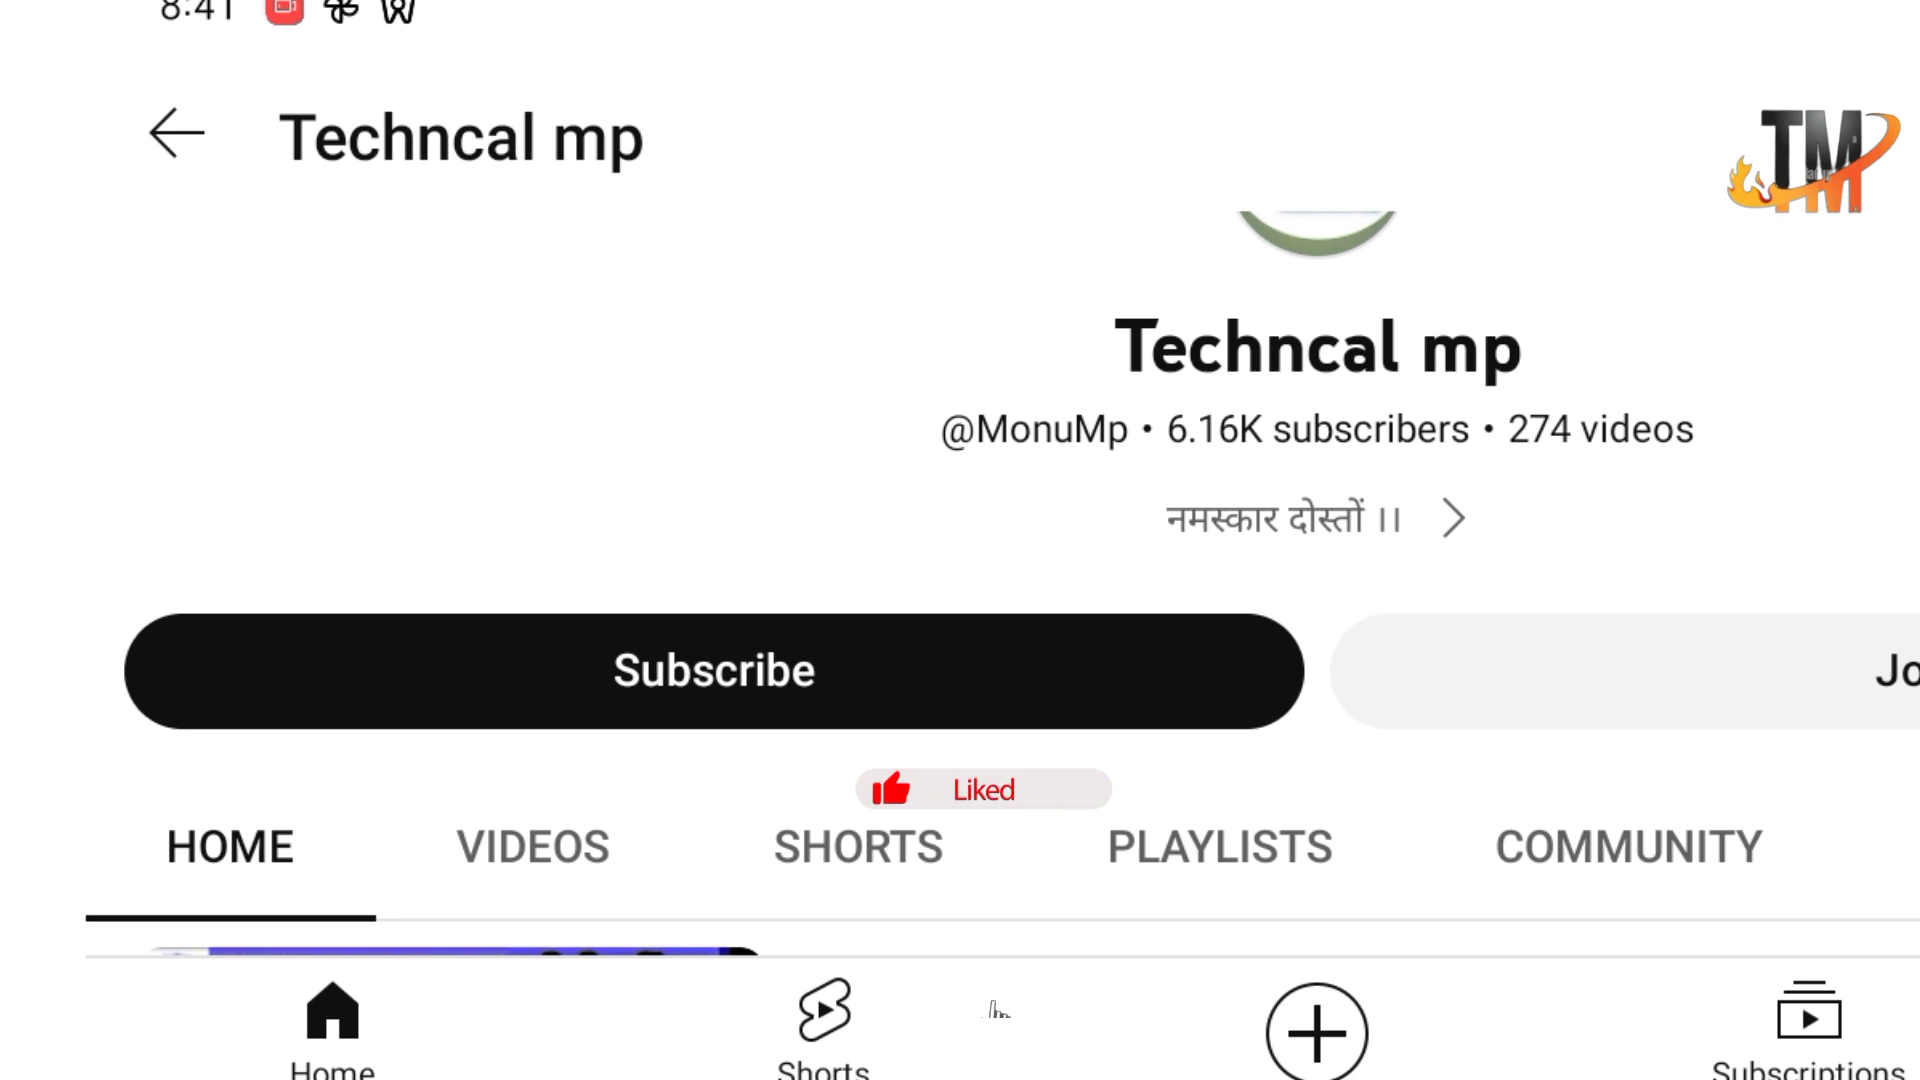 8:41
Techncal mp
TM
Techncal mp
@MonuMp • 6.16K subscribers • 274 videos
नमस्कार दोस्तों ।।
Subscribe
Jo
Liked
HOME VIDEOS SHORTS PLAYLISTS COMMUNITY
Home Shorts Subscriptions